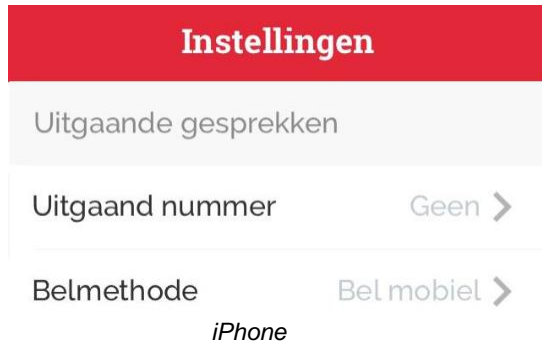 Instellingen
Uitgaande gesprekken
Uitgaand nummer Geen
Belmethode Bel mobiel
iPhone